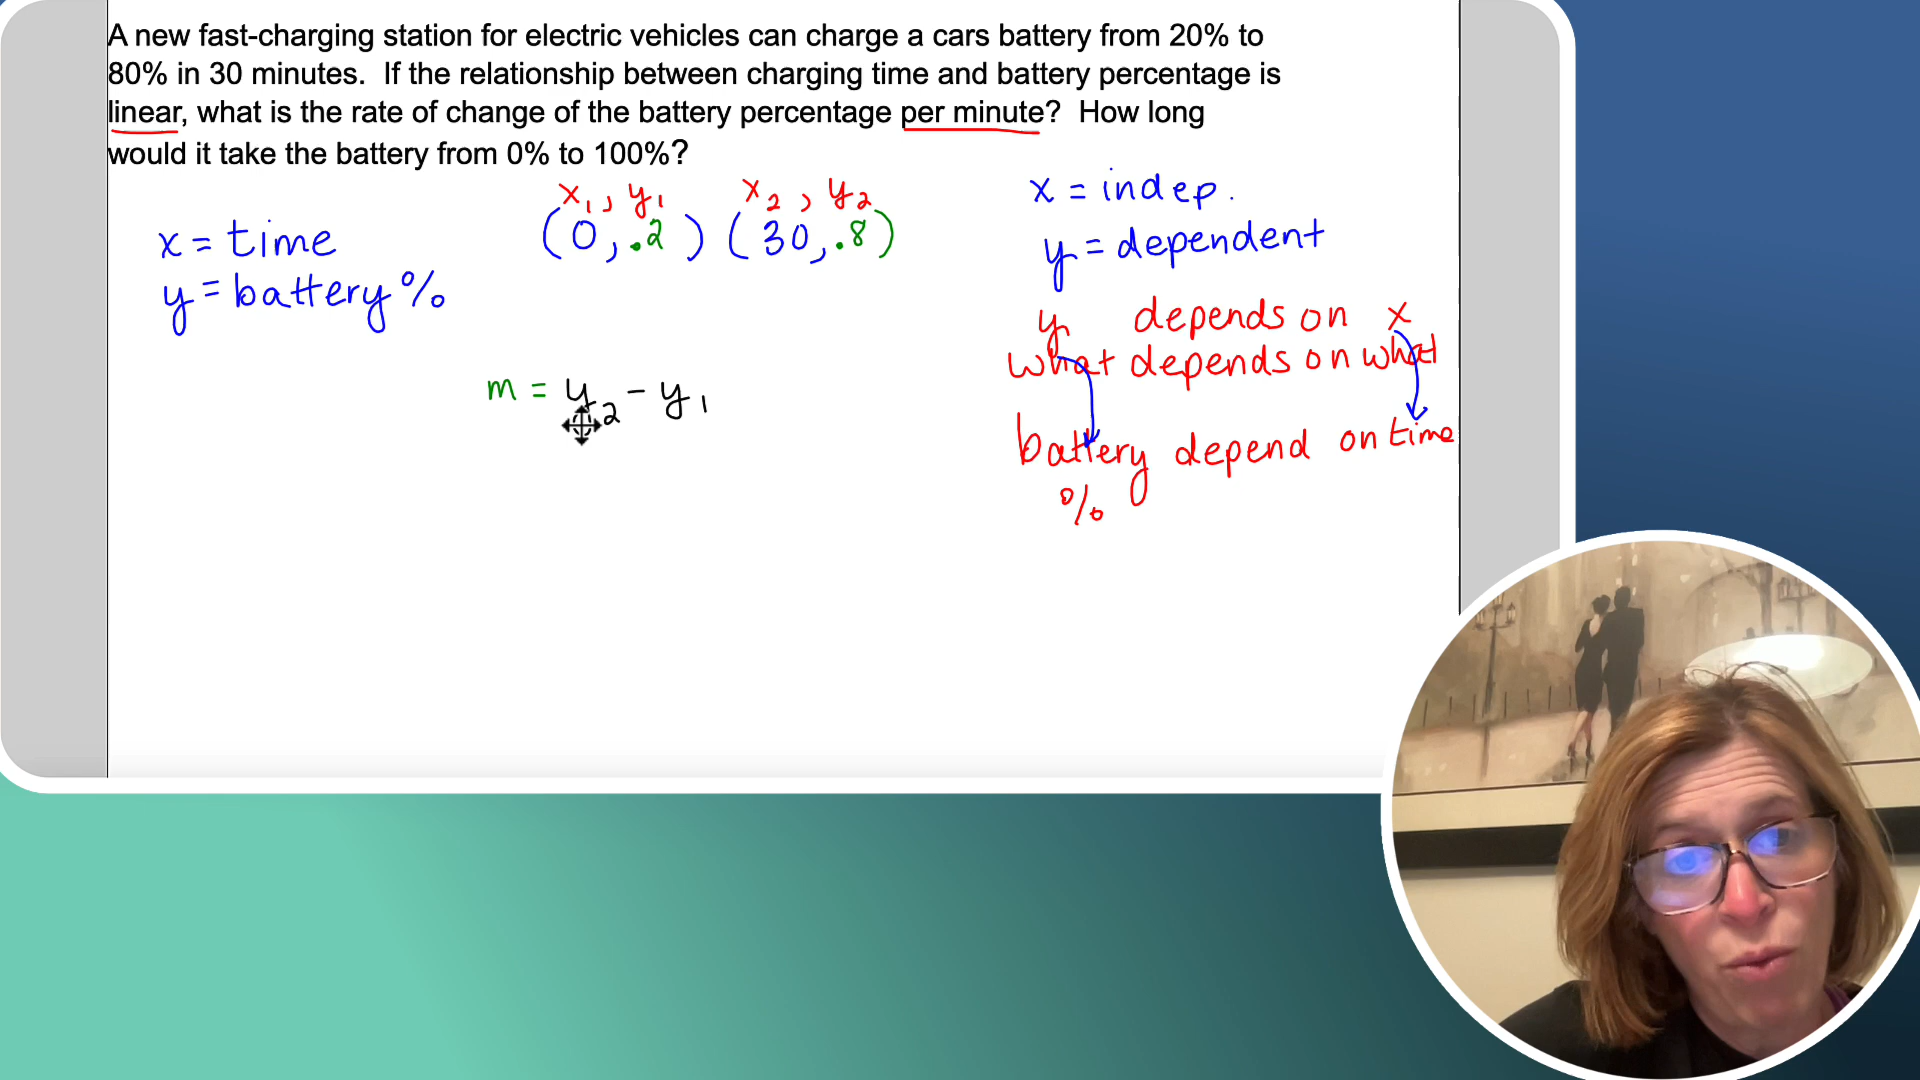 A new fast-charging station for electric vehicles can charge a cars battery from 20% to
80% in 30 minutes. If the relationship between charging time and battery percentage is
linear, what is the rate of change of the battery percentage per minute? How long
would it take the battery from 0% to 100%?
x = time
y = battery %
x₁, y₁ x₂, y₂
(0, .2) (30, .8)
m = y₂ - y₁
x = indep.
y = dependent
y depends on x
what depends on what
battery depend on time
%